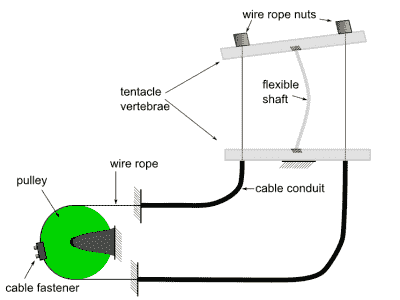 wire rope nuts
tentacle
vertebrae
flexible
shaft
wire rope
pulley
cable conduit
cable fastener